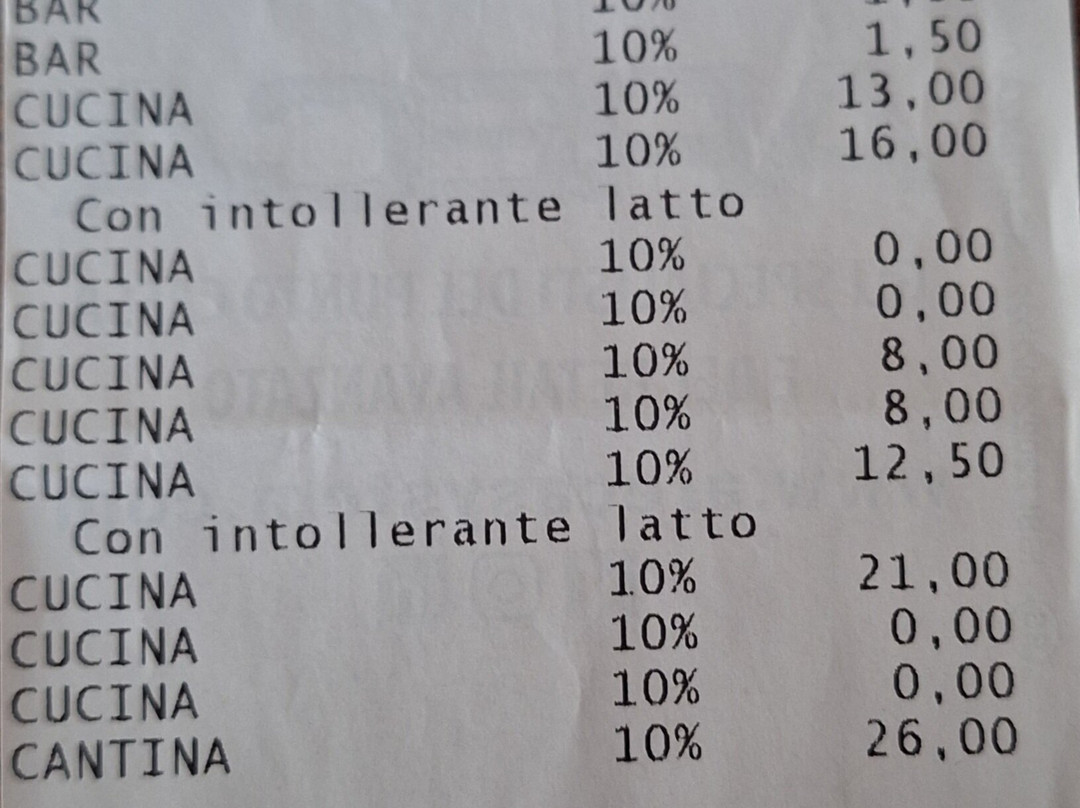 BAR 10%
BAR 10% 1,50
CUCINA 10% 13,00
CUCINA 10% 16,00
Con intollerante latto
CUCINA 10% 0,00
CUCINA 10% 0,00
CUCINA 10% 8,00
CUCINA 10% 8,00
CUCINA 10% 12,50
Con intollerante latto
CUCINA 10% 21,00
CUCINA 10% 0,00
CUCINA 10% 0,00
CANTINA 10% 26,00